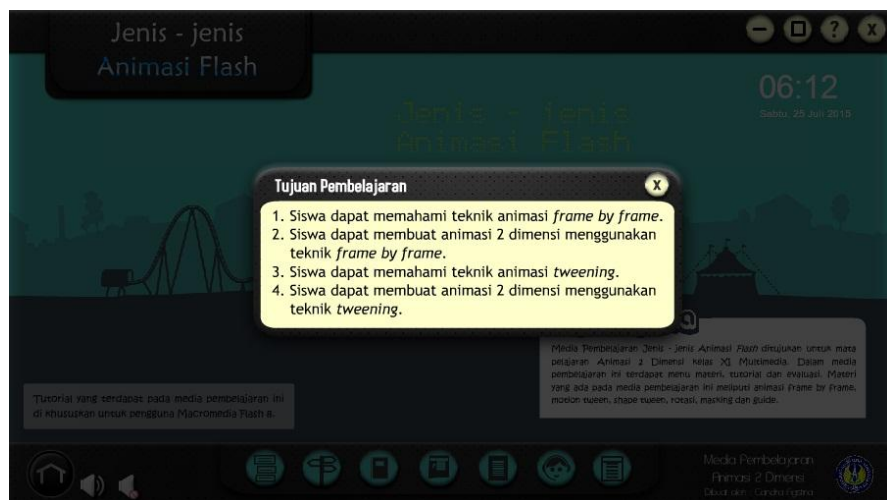 Jenis - jenis
Animasi Flash
06:12
Sabtu, 25 Juli 2015
Jenis - jenis
Animasi Flash
Tujuan Pembelajaran
X
1. Siswa dapat memahami teknik animasi frame by frame.
2. Siswa dapat membuat animasi 2 dimensi menggunakan
teknik frame by frame.
3. Siswa dapat memahami teknik animasi tweening.
4. Siswa dapat membuat animasi 2 dimensi menggunakan
teknik tweening.
Media Pembelajaran Jenis - jenis Animasi Flash ditujukan untuk mata
pelajaran Animasi 2 Dimensi kelas XI Multimedia. Dalam media
pembelajaran ini terdapat menu materi, tutorial dan evaluasi. Materi
yang ada pada media pembelajaran ini meliputi animasi frame by frame,
motion tween, shape tween, rotasi, masking dan guide.
Tutorial yang terdapat pada media pembelajaran ini
di khususkan untuk pengguna Macromedia Flash 8.
Media Pembelajaran
Animasi 2 Dimensi
Dibuat oleh : Candra